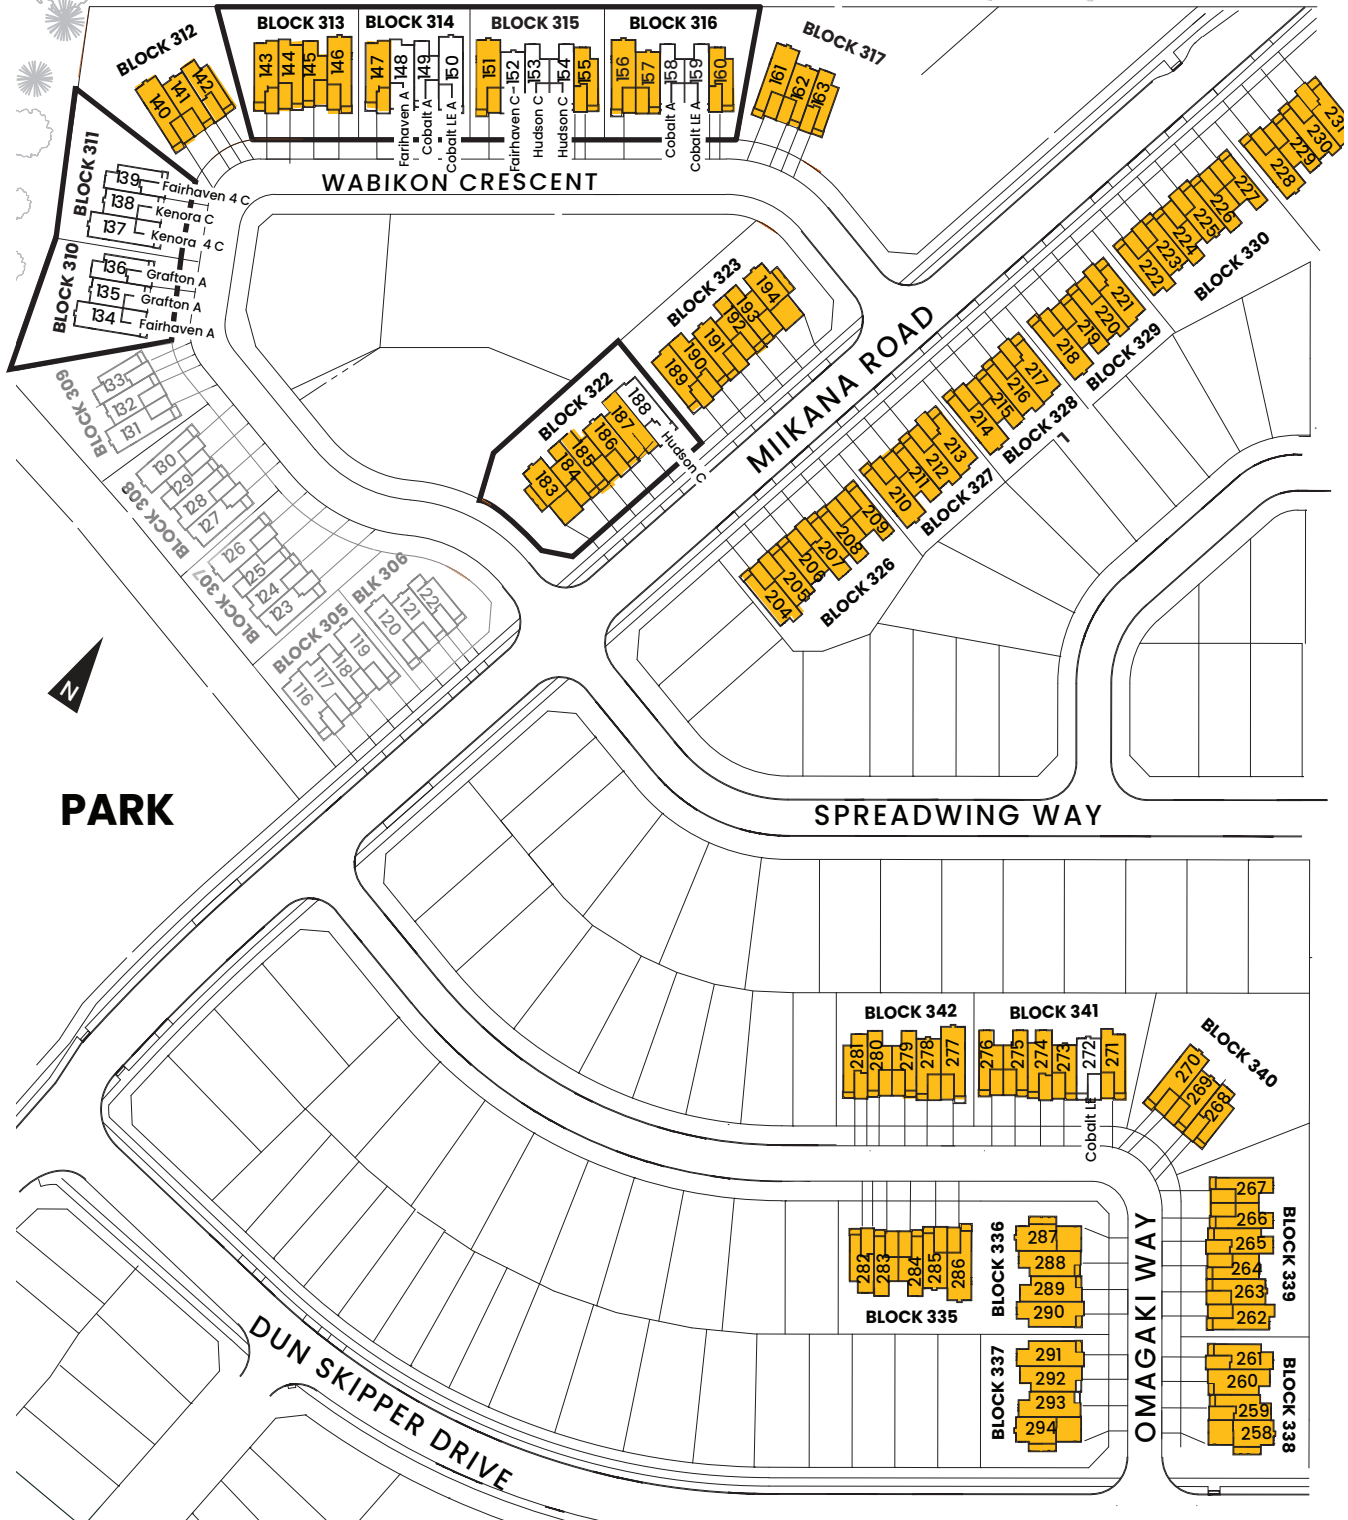 BLOCK 312
140
141
142
BLOCK 313
143
144
145
146
BLOCK 314
147
148
149
150
Farihaven A
Cobalt A
Cobalt LE A
BLOCK 315
151
152
153
154
155
Fairhaven C
Hudson C
Hudson C
BLOCK 316
156
157
158
159
160
Cobalt A
Cobalt LE A
BLOCK 317
161
162
163
BLOCK 311
139
138
137
Fairhaven 4 C
Kenora C
Kenora 4 C
BLOCK 310
136
135
134
Grafton A
Grafton A
Fairhaven A
WABIKON CRESCENT
BLOCK 309
133
132
131
BLOCK 308
130
129
128
127
BLOCK 307
126
125
124
123
BLOCK 305
116
117
118
119
BLK 306
120
121
122
BLOCK 323
189
190
191
192
193
194
BLOCK 322
183
184
185
186
187
188
Hudson C
MIIKANA ROAD
231
230
229
228
BLOCK 330
227
226
225
224
223
222
BLOCK 329
221
220
219
218
BLOCK 328
217
216
215
214
1
BLOCK 327
213
212
211
210
BLOCK 326
209
208
207
206
205
204
N
PARK
SPREADWING WAY
BLOCK 342
281
280
279
278
277
BLOCK 341
276
275
274
273
272
271
Cobalt LE
BLOCK 340
270
269
268
BLOCK 339
267
266
265
264
263
262
BLOCK 338
261
260
259
258
BLOCK 335
282
283
284
285
286
BLOCK 336
287
288
289
290
BLOCK 337
291
292
293
294
OMAGAKI WAY
DUN SKIPPER DRIVE